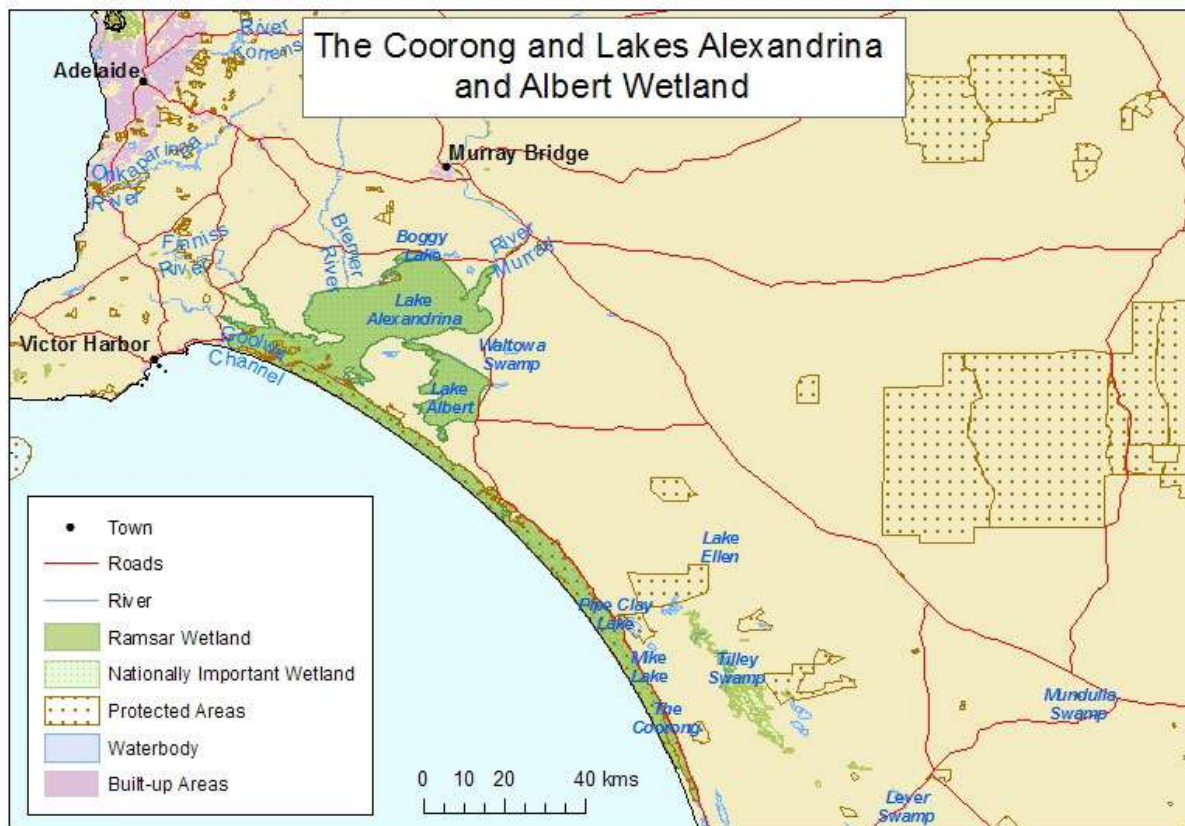 The Coorong and Lakes Alexandrina
and Albert Wetland
River
Torrens
Adelaide
Murray Bridge
Onkaparinga
River
Finniss
River
Bremer
River
Boggy
Lake
River
Murray
Lake
Alexandrina
Victor Harbor
Goolwa
Channel
Waltowa
Swamp
Lake
Albert
Lake
Ellen
Pipe Clay
Lake
Mike
Lake
Tilley
Swamp
The
Coorong
Mundulla
Swamp
Lever
Swamp
Town
Roads
River
Ramsar Wetland
Nationally Important Wetland
Protected Areas
Waterbody
Built-up Areas
0 10 20 40 kms